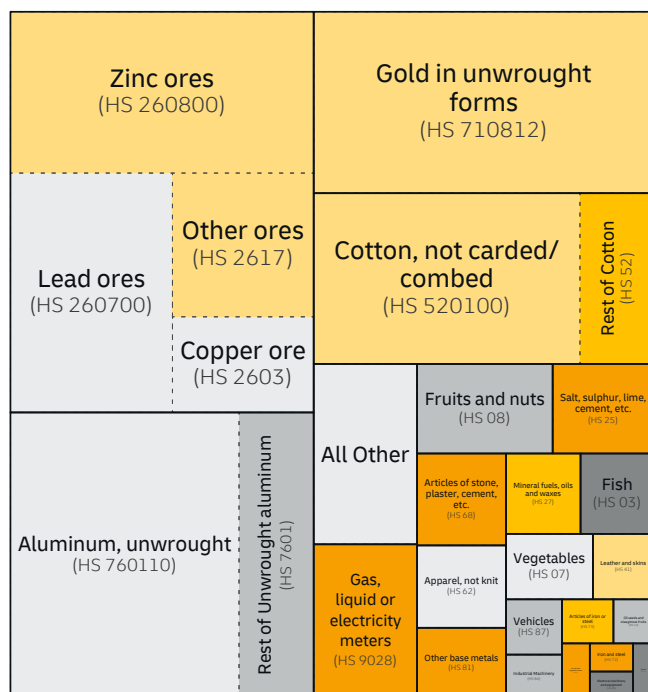 Zinc ores
(HS 260800)
Gold in unwrought
forms
(HS 710812)
Lead ores
(HS 260700)
Other ores
(HS 2617)
Copper ore
(HS 2603)
Cotton, not carded/
combed
(HS 520100)
Rest of Cotton
(HS 52)
Aluminum, unwrought
(HS 760110)
Rest of Unwrought aluminum
(HS 7601)
All Other
Fruits and nuts
(HS 08)
Salt, sulphur, lime,
cement, etc.
(HS 25)
Articles of stone,
plaster, cement,
etc.
(HS 68)
Mineral fuels, oils
and waxes
(HS 27)
Fish
(HS 03)
Gas,
liquid or
electricity
meters
(HS 9028)
Apparel, not knit
(HS 62)
Vegetables
(HS 07)
Leather and skins
(HS 41)
Other base metals
(HS 81)
Vehicles
(HS 87)
Articles of iron or
steel
(HS 73)
Industrial Machinery
Iron and steel